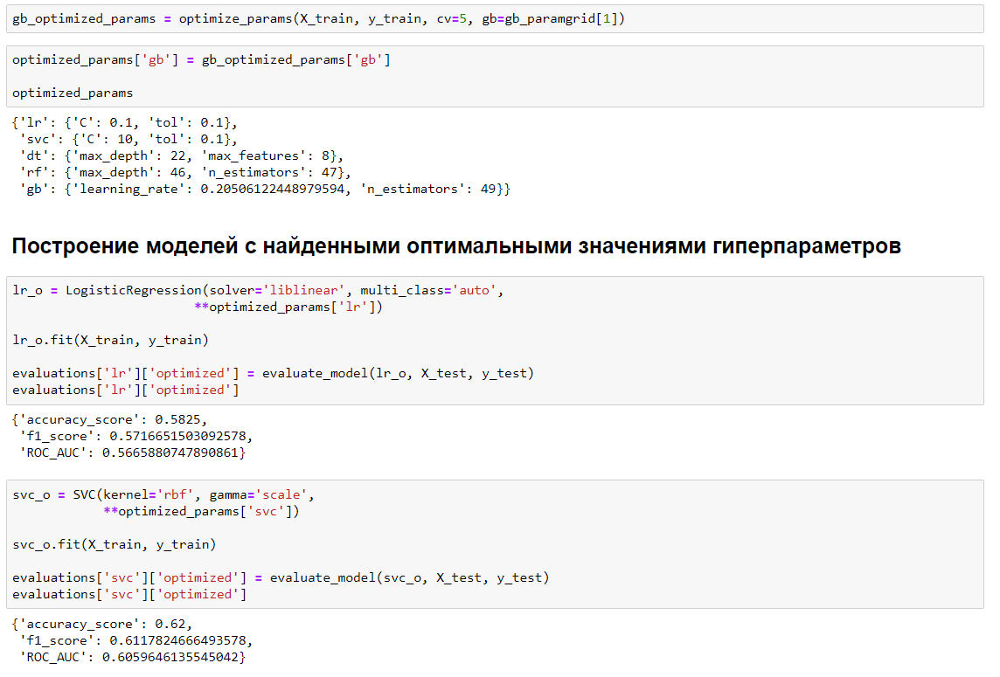 gb_optimized_params = optimize_params(X_train, y_train, cv=5, gb=gb_paramgrid[1])
optimized_params['gb'] = gb_optimized_params['gb']
optimized_params
{'lr': {'C': 0.1, 'tol': 0.1},
 'svc': {'C': 10, 'tol': 0.1},
 'dt': {'max_depth': 22, 'max_features': 8},
 'rf': {'max_depth': 46, 'n_estimators': 47},
 'gb': {'learning_rate': 0.20506122448979594, 'n_estimators': 49}}
Построение моделей с найденными оптимальными значениями гиперпараметров
lr_o = LogisticRegression(solver='liblinear', multi_class='auto',
                        **optimized_params['lr'])
lr_o.fit(X_train, y_train)
evaluations['lr']['optimized'] = evaluate_model(lr_o, X_test, y_test)
evaluations['lr']['optimized']
{'accuracy_score': 0.5825,
 'f1_score': 0.5716651503092578,
 'ROC_AUC': 0.5665880747890861}
svc_o = SVC(kernel='rbf', gamma='scale',
            **optimized_params['svc'])
svc_o.fit(X_train, y_train)
evaluations['svc']['optimized'] = evaluate_model(svc_o, X_test, y_test)
evaluations['svc']['optimized']
{'accuracy_score': 0.62,
 'f1_score': 0.6117824666493578,
 'ROC_AUC': 0.6059646135545042}